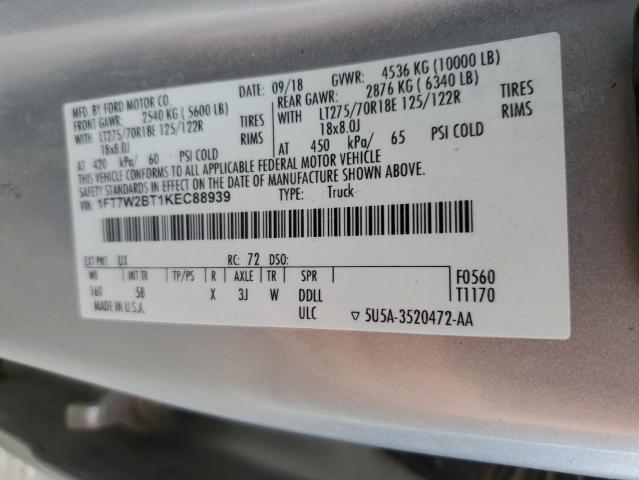 MFD. BY FORD MOTOR CO. DATE: 09/18 GVWR: 4536 KG (10000 LB)
FRONT GAWR: 2540 KG (5600 LB) REAR GAWR: 2876 KG (6340 LB)
WITH LT275/70R18E 125/122R TIRES WITH LT275/70R18E 125/122R TIRES
18x8.0J RIMS 18x8.0J RIMS
AT 420 kPa/ 60 PSI COLD AT 450 kPa/ 65 PSI COLD
THIS VEHICLE CONFORMS TO ALL APPLICABLE FEDERAL MOTOR VEHICLE
SAFTEY STANDARDS IN EFFECT ON THE DATE OF MANUFACTURE SHOWN ABOVE.
VIN: 1FT7W2BT1KEC88939 TYPE: Truck
EXT PNT: UX RC: 72 DSO:
WB INT TR TP/PS R AXLE TR SPR F0560
160 SB X 3J W DDLL T1170
MADE IN U.S.A. ULC ▽ 5U5A-3520472-AA